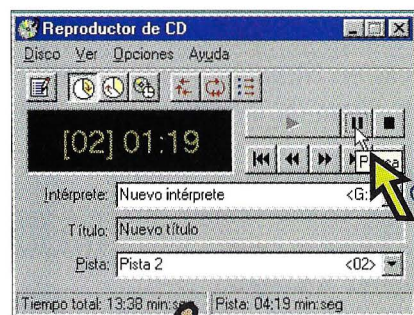 Reproductor de CD
Disco Ver Opciones Ayuda
[02] 01:19
Intérprete: Nuevo intérprete <G:
Título: Nuevo título
Pista: Pista 2 <02>
Tiempo total: 13:38 min:seg Pista: 04:19 min:seg